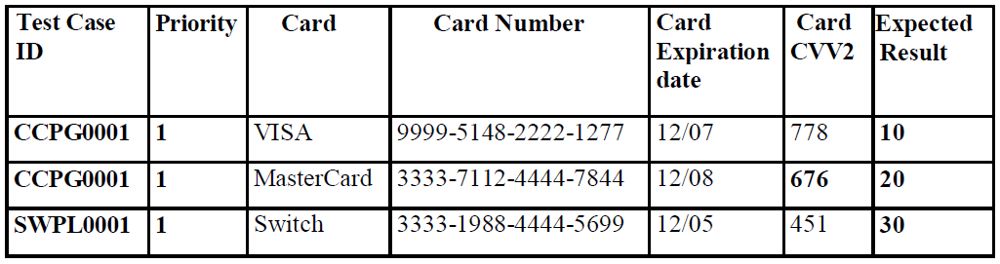 Test Case ID Priority Card Card Number Card Expiration date Card CVV2 Expected Result
CCPG0001 1 VISA 9999-5148-2222-1277 12/07 778 10
CCPG0001 1 MasterCard 3333-7112-4444-7844 12/08 676 20
SWPL0001 1 Switch 3333-1988-4444-5699 12/05 451 30